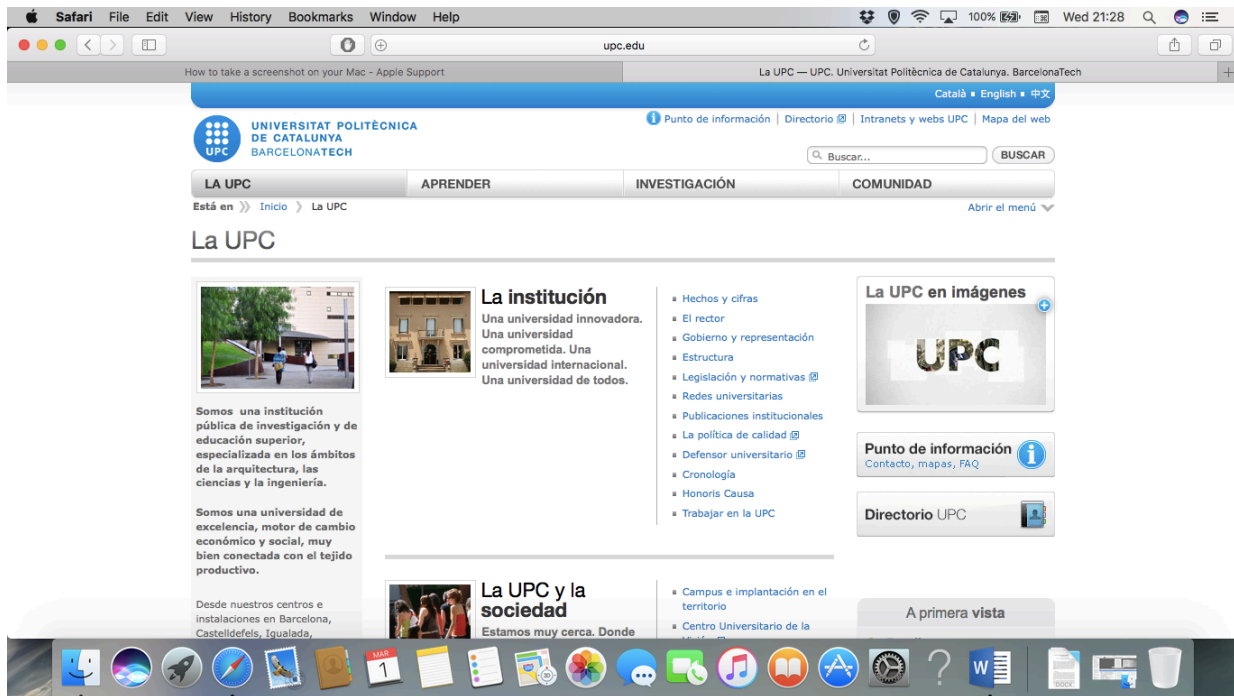 Safari File Edit View History Bookmarks Window Help 100% Wed 21:28
upc.edu
How to take a screenshot on your Mac - Apple Support
La UPC — UPC. Universitat Politècnica de Catalunya. BarcelonaTech
Català English 中文
UNIVERSITAT POLITÈCNICA
DE CATALUNYA
BARCELONATECH
UPC
Punto de información | Directorio | Intranets y webs UPC | Mapa del web
Buscar...
BUSCAR
LA UPC APRENDER INVESTIGACIÓN COMUNIDAD
Está en Inicio La UPC
Abrir el menú
La UPC
Somos una institución
pública de investigación y de
educación superior,
especializada en los ámbitos
de la arquitectura, las
ciencias y la ingeniería.
Somos una universidad de
excelencia, motor de cambio
económico y social, muy
bien conectada con el tejido
productivo.
Desde nuestros centros e
instalaciones en Barcelona,
Castelldefels, Igualada,
La institución
Una universidad innovadora.
Una universidad
comprometida. Una
universidad internacional.
Una universidad de todos.
Hechos y cifras
El rector
Gobierno y representación
Estructura
Legislación y normativas
Redes universitarias
Publicaciones institucionales
La política de calidad
Defensor universitario
Cronología
Honoris Causa
Trabajar en la UPC
La UPC y la
sociedad
Estamos muy cerca. Donde
Campus e implantación en el
territorio
Centro Universitario de la
La UPC en imágenes
UPC
Punto de información
Contacto, mapas, FAQ
Directorio UPC
A primera vista
MAR
1
W
DOCX